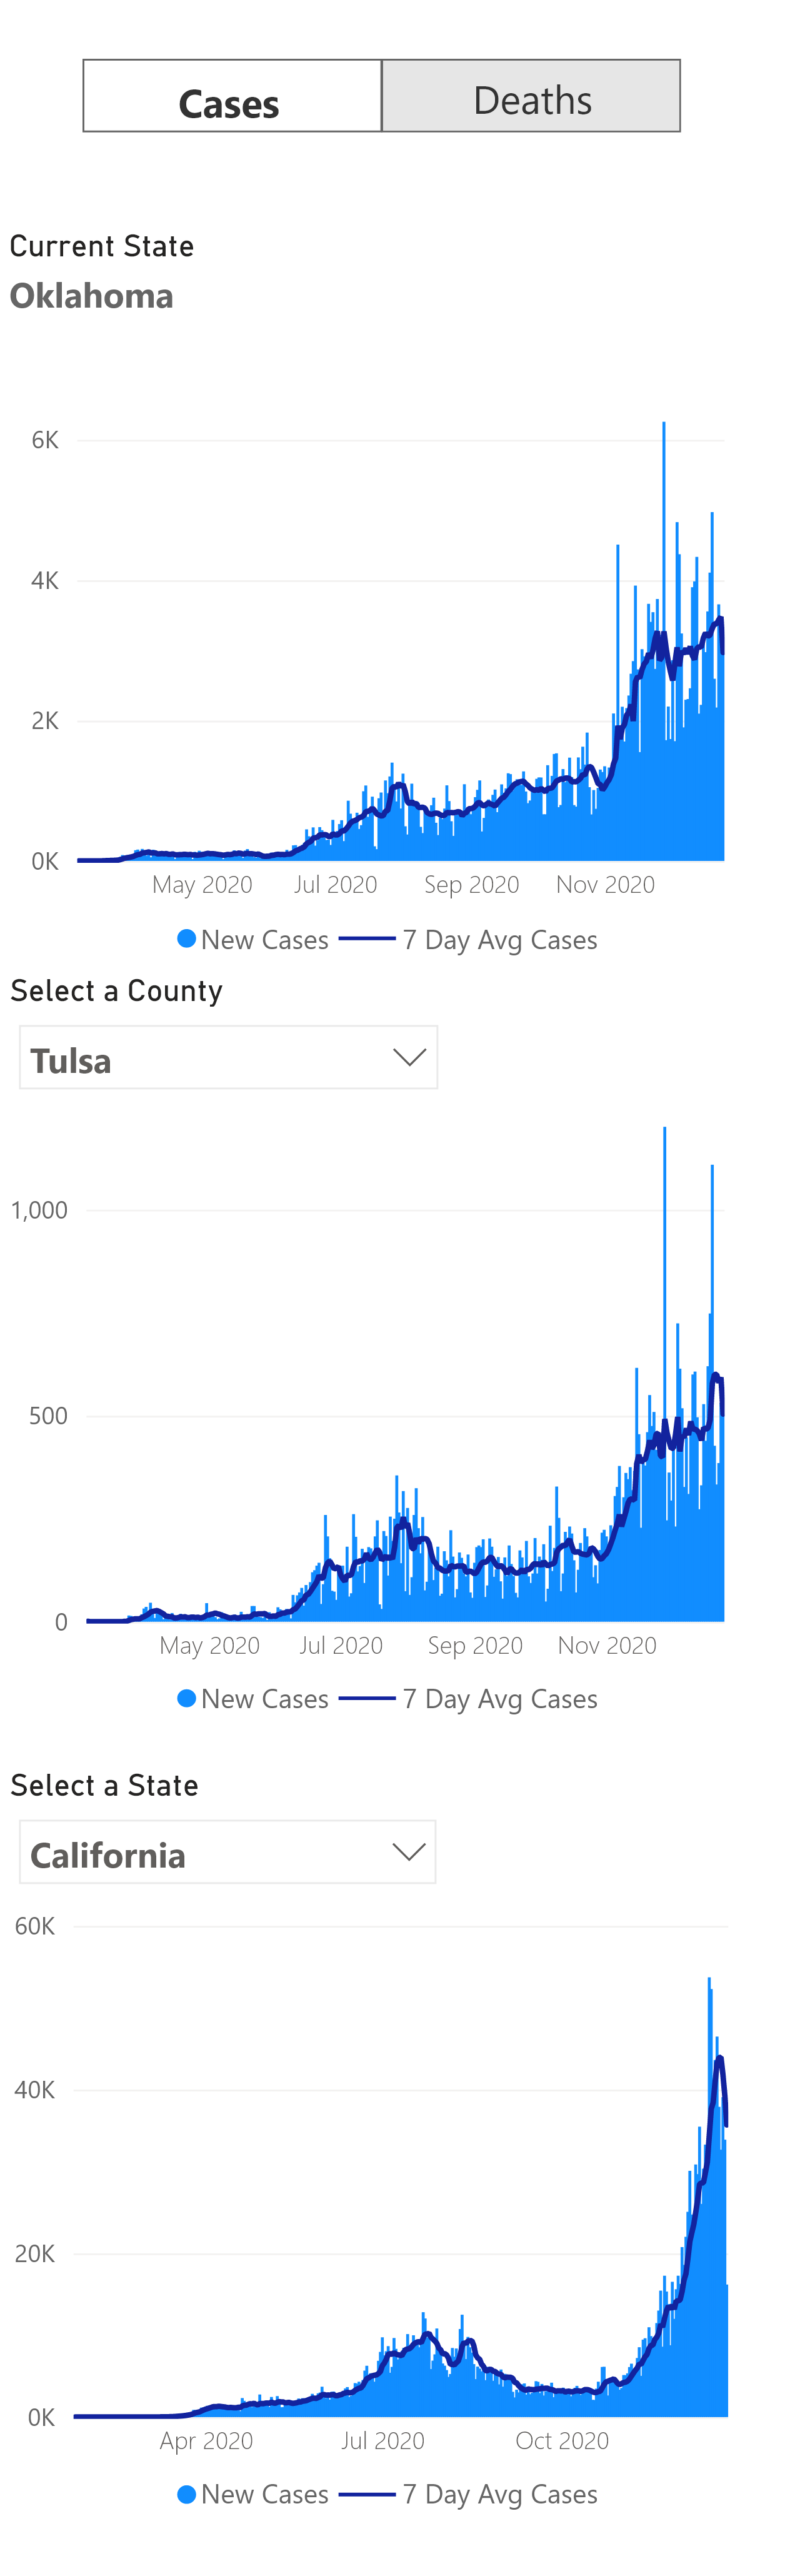 Cases Deaths
Current State
Oklahoma
6K
4K
2K
0K
May 2020 Jul 2020 Sep 2020 Nov 2020
New Cases 7 Day Avg Cases
Select a County
Tulsa
1,000
500
0
May 2020 Jul 2020 Sep 2020 Nov 2020
New Cases 7 Day Avg Cases
Select a State
California
60K
40K
20K
0K
Apr 2020 Jul 2020 Oct 2020
New Cases 7 Day Avg Cases